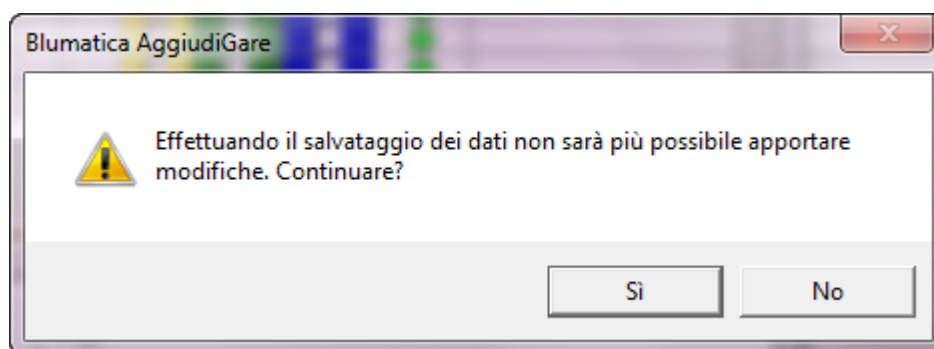 Blumatica AggiudiGare
Effettuando il salvataggio dei dati non sarà più possibile apportare
modifiche. Continuare?
Sì
No